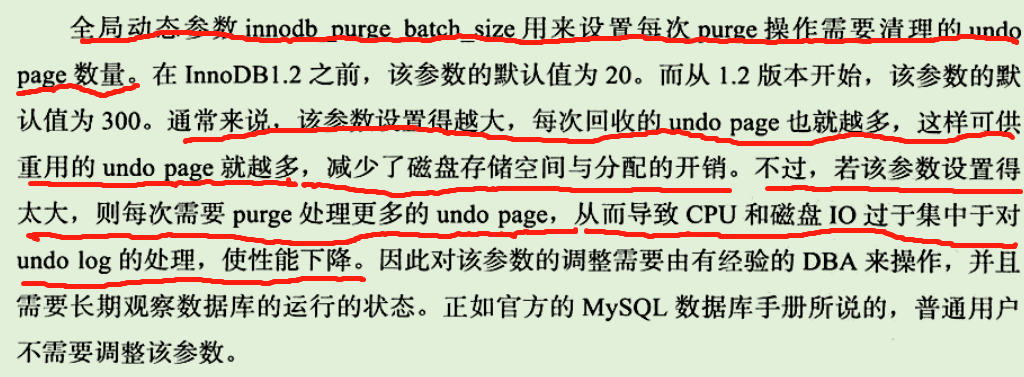 全局动态参数 innodb_purge_batch_size 用来设置每次 purge 操作需要清理的 undo
page 数量。在 InnoDB1.2 之前，该参数的默认值为 20。而从 1.2 版本开始，该参数的默
认值为 300。通常来说，该参数设置得越大，每次回收的 undo page 也就越多，这样可供
重用的 undo page 就越多，减少了磁盘存储空间与分配的开销。不过，若该参数设置得
太大，则每次需要 purge 处理更多的 undo page，从而导致 CPU 和磁盘 IO 过于集中于对
undo log 的处理，使性能下降。因此对该参数的调整需要由有经验的 DBA 来操作，并且
需要长期观察数据库的运行的状态。正如官方的 MySQL 数据库手册所说的，普通用户
不需要调整该参数。